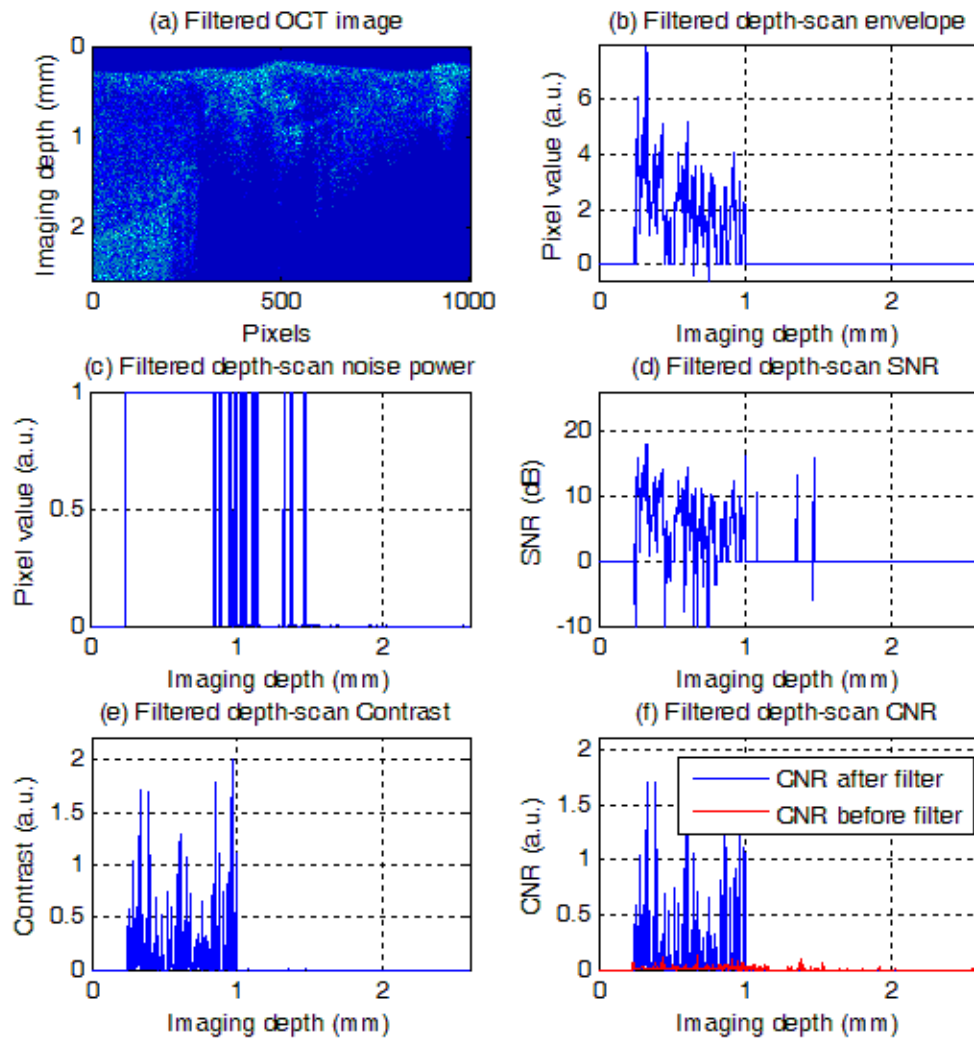 (a) Filtered OCT image
0
1
2
Imaging depth (mm)
0 500 1000
Pixels
(b) Filtered depth-scan envelope
6
4
2
0
Pixel value (a.u.)
0 1 2
Imaging depth (mm)
(c) Filtered depth-scan noise power
1
0.5
0
Pixel value (a.u.)
0 1 2
Imaging depth (mm)
(d) Filtered depth-scan SNR
20
10
0
-10
SNR (dB)
0 1 2
Imaging depth (mm)
(e) Filtered depth-scan Contrast
2
1.5
1
0.5
0
Contrast (a.u.)
0 1 2
Imaging depth (mm)
(f) Filtered depth-scan CNR
2
1.5
1
0.5
0
CNR (a.u.)
CNR after filter
CNR before filter
0 1 2
Imaging depth (mm)